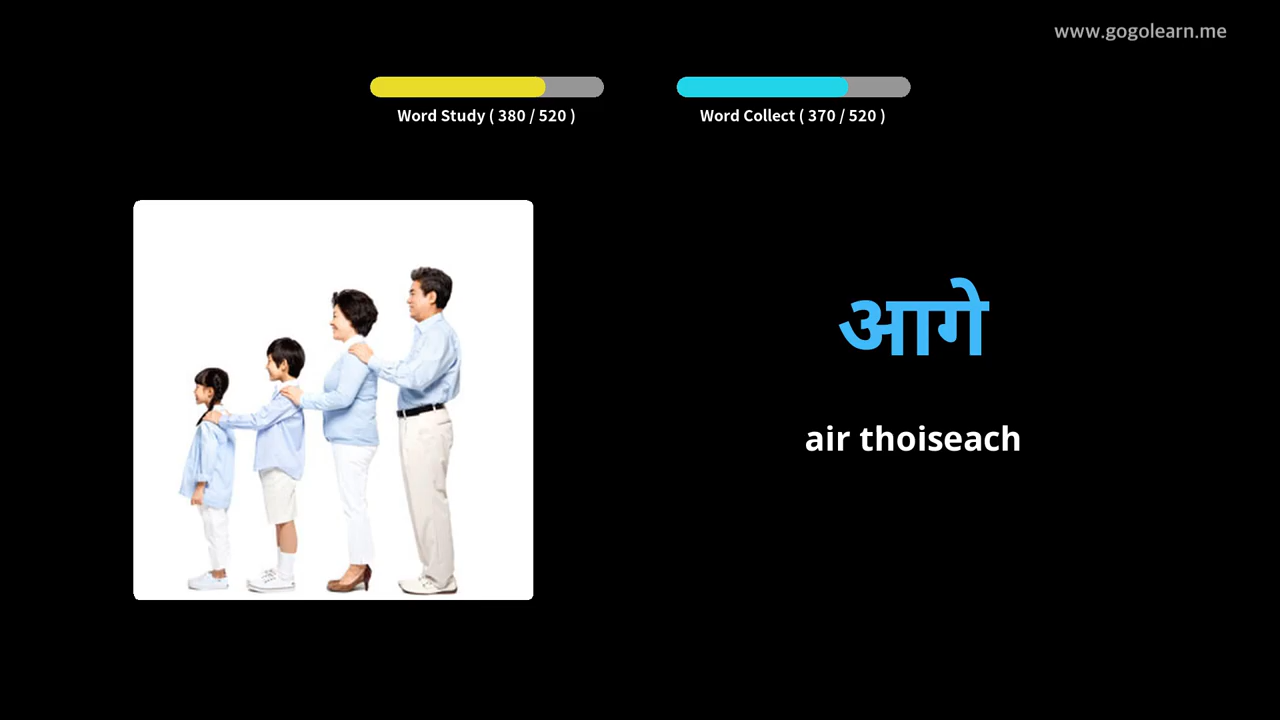 www.gogolearn.me
Word Study ( 380 / 520 )
Word Collect ( 370 / 520 )
आगे
air thoiseach